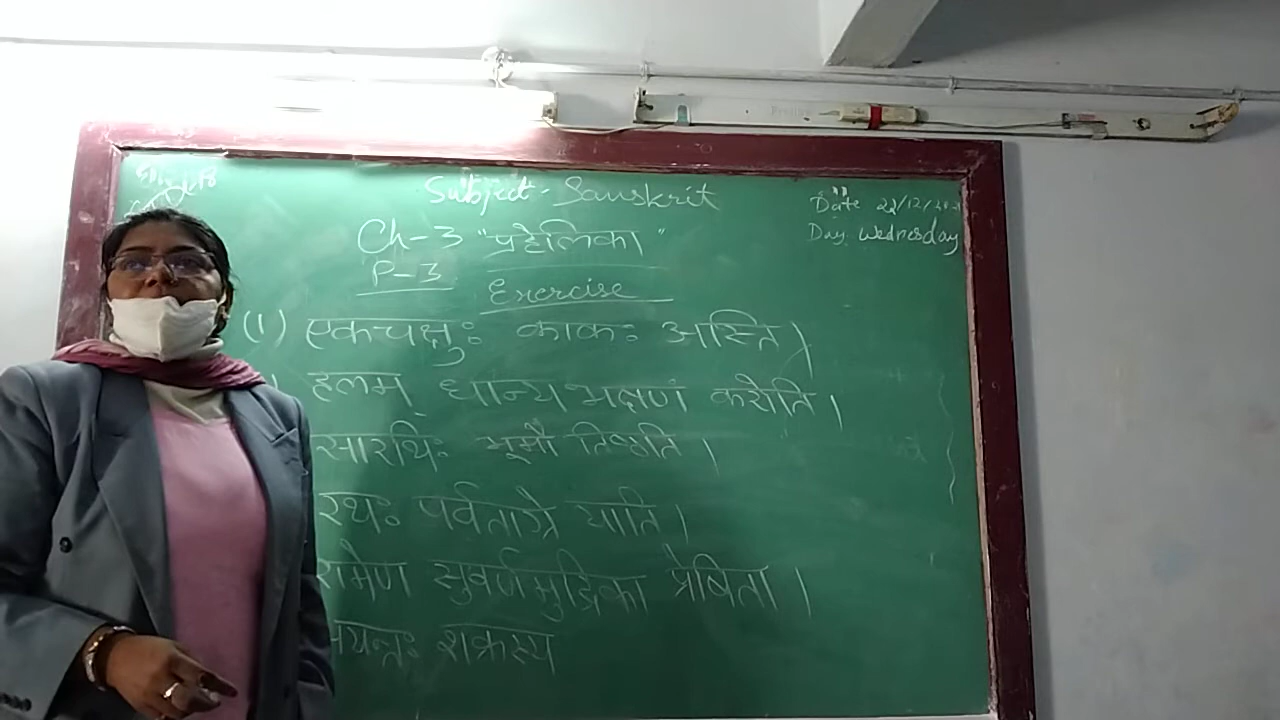 Subject - Sanskrit
Date 22/12/
Day. Wednesday
Ch-3 "प्रहेलिका"
P-3
Exercise
(1) एकचक्षुः काकः अस्ति।
हलम् धान्य भक्षणं करोति।
सारथिः भूमौ तिष्ठति।
रथः पर्वताग्रे याति।
रामेण सुवर्णमुद्रिका प्रेषिता।
शक्रस्य